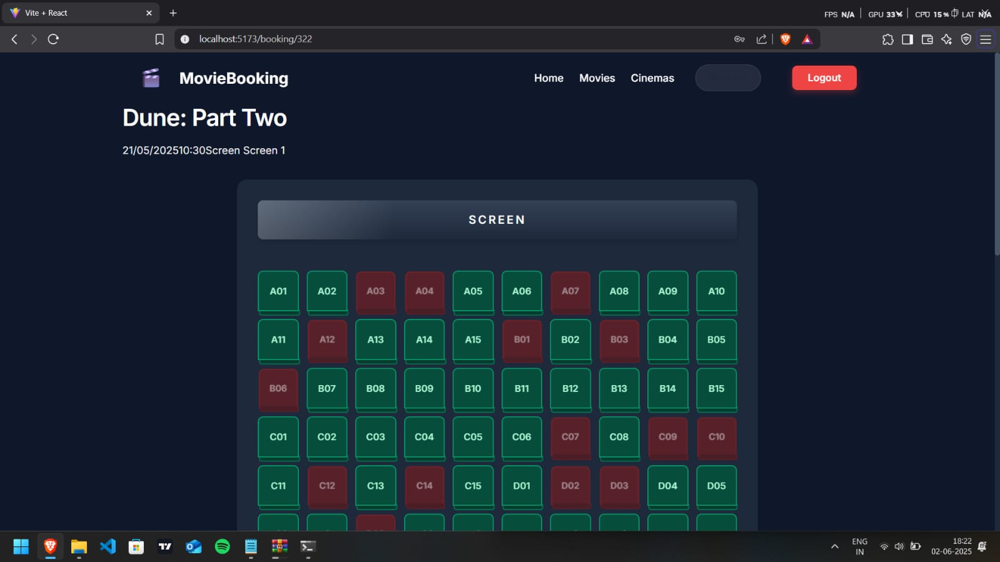 Vite + React
FPS N/A GPU 33% CPU 15% LAT N/A
localhost:5173/booking/322
MovieBooking
Home Movies Cinemas
Logout
Dune: Part Two
21/05/202510:30Screen Screen 1
SCREEN
A01 A02 A03 A04 A05 A06 A07 A08 A09 A10
A11 A12 A13 A14 A15 B01 B02 B03 B04 B05
B06 B07 B08 B09 B10 B11 B12 B13 B14 B15
C01 C02 C03 C04 C05 C06 C07 C08 C09 C10
C11 C12 C13 C14 C15 D01 D02 D03 D04 D05
ENG
IN
18:22
02-06-2025